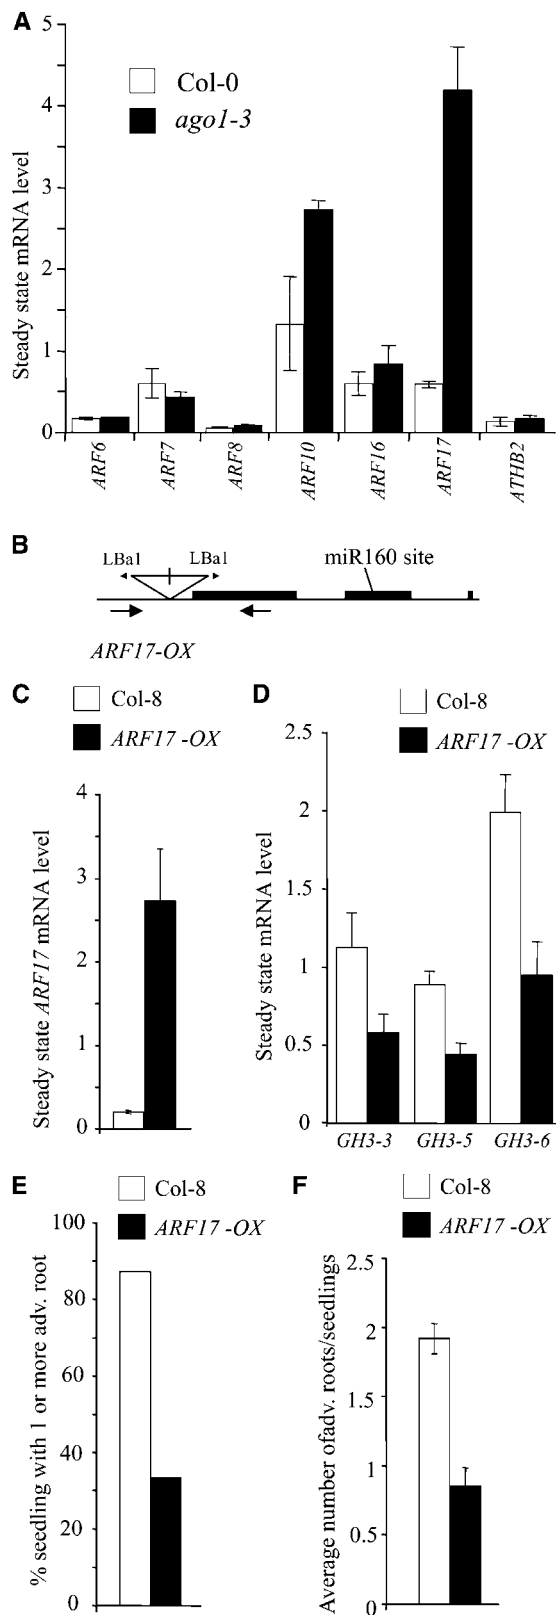 A
Steady state mRNA level
5
4
3
2
1
0
Col-0
ago1-3
ARF6
ARF7
ARF8
ARF10
ARF16
ARF17
ATHB2
B
LBa1
LBa1
miR160 site
ARF17-OX
C
Col-8
ARF17 -OX
Steady state ARF17 mRNA level
4
3
2
1
0
D
Col-8
ARF17 -OX
Steady state mRNA level
2.5
2
1.5
1
0.5
0
GH3-3
GH3-5
GH3-6
E
Col-8
ARF17 -OX
% seedling with 1 or more adv. root
100
80
60
40
20
0
F
Col-8
ARF17 -OX
Average number ofadv. roots/seedlings
2.5
2
1.5
1
0.5
0